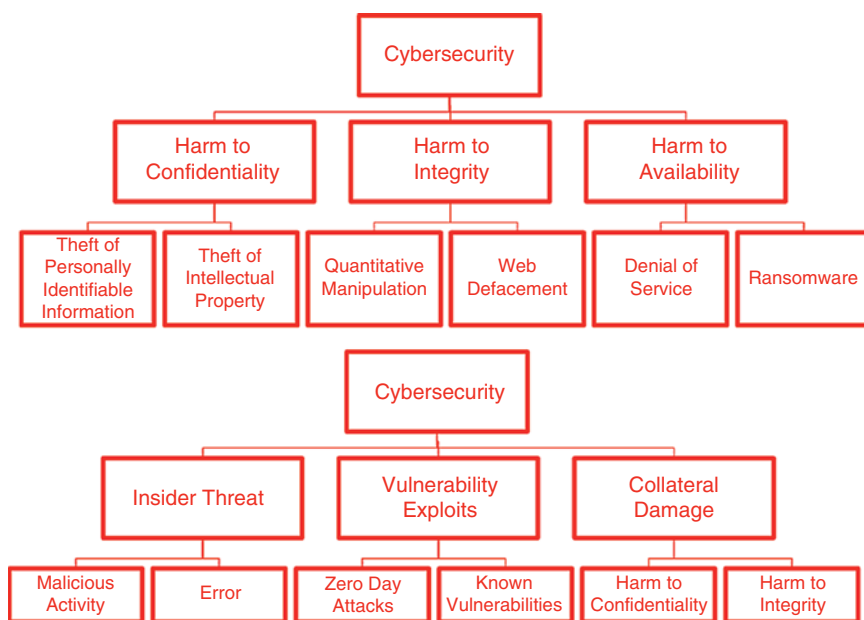 Cybersecurity
Harm to
Confidentiality
Harm to
Integrity
Harm to
Availability
Theft of
Personally
Identifiable
Information
Theft of
Intellectual
Property
Quantitative
Manipulation
Web
Defacement
Denial of
Service
Ransomware
Cybersecurity
Insider Threat
Vulnerability
Exploits
Collateral
Damage
Malicious
Activity
Error
Zero Day
Attacks
Known
Vulnerabilities
Harm to
Confidentiality
Harm to
Integrity